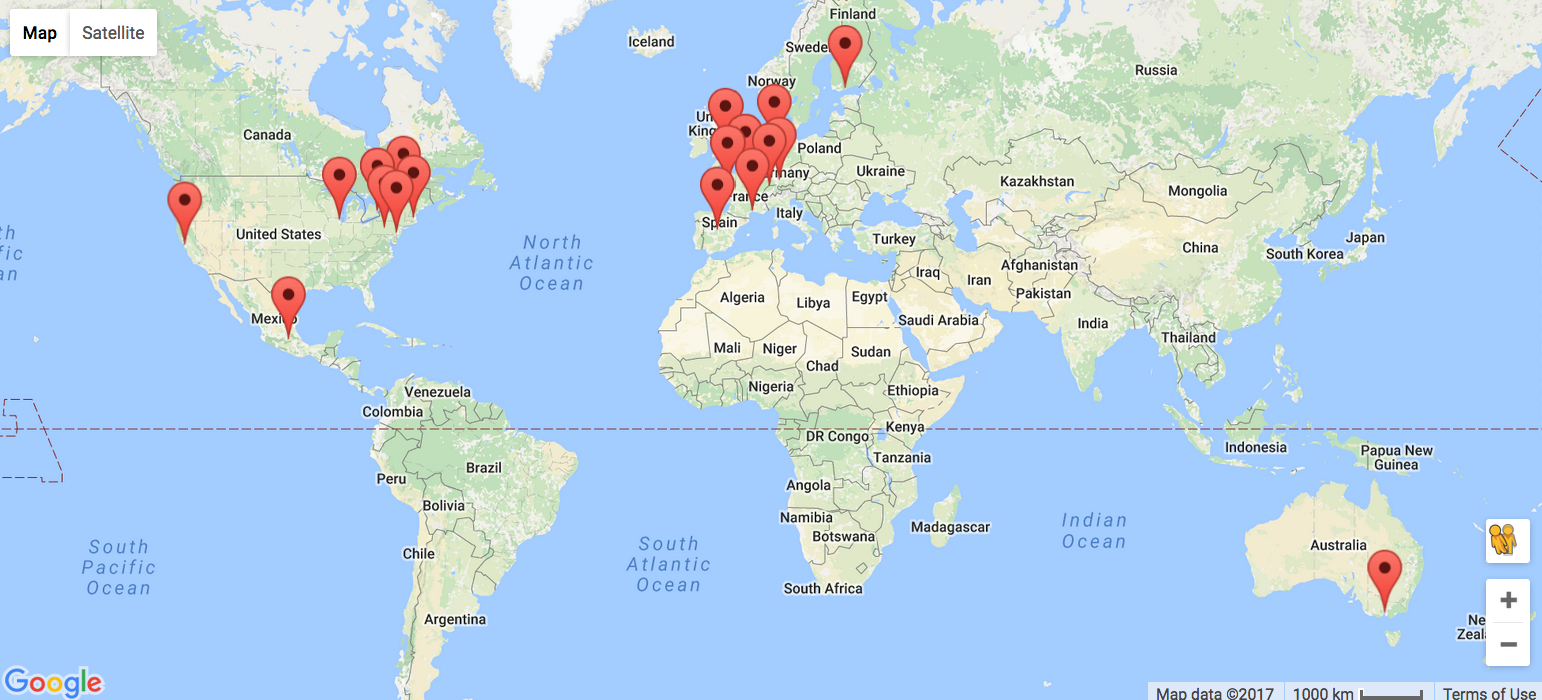 Map Satellite
Finland
Iceland
Swede
Russia
Norway
Un
King
Canada
Poland
Ukraine
rmany
Kazakhstan
Mongolia
France
Italy
Spain
United States
North
Atlantic
Ocean
Turkey
China
Japan
South Korea
Afghanistan
Iraq
Iran
Pakistan
Algeria
Libya
Egypt
Saudi Arabia
India
Mexico
Thailand
Mali
Niger
Sudan
Chad
Nigeria
Ethiopia
Venezuela
Colombia
Kenya
DR Congo
Indonesia
Papua New
Guinea
Tanzania
Brazil
Peru
Angola
Bolivia
Namibia
Botswana
Madagascar
Indian
Ocean
South
Pacific
Ocean
South
Atlantic
Ocean
Chile
Australia
South Africa
Argentina
Ne
Zeal
Google
Map data ©2017 1000 km Terms of Use